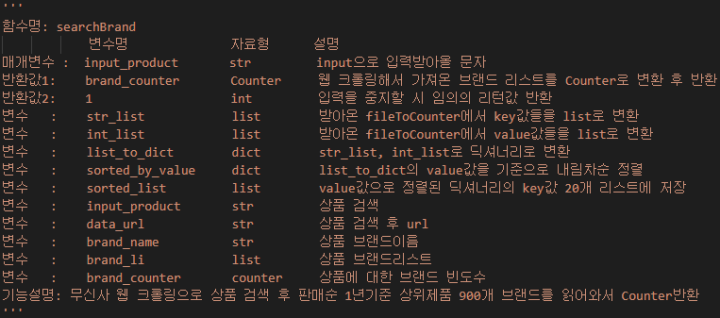 '''
함수명: searchBrand
변수명 자료형 설명
매개변수 : input_product str input으로 입력받아올 문자
반환값1: brand_counter Counter 웹 크롤링해서 가져온 브랜드 리스트를 Counter로 변환 후 반환
반환값2: 1 int 입력을 중지할 시 임의의 리턴값 반환
변수 : str_list list 받아온 fileToCounter에서 key값들을 list로 변환
변수 : int_list list 받아온 fileToCounter에서 value값들을 list로 변환
변수 : list_to_dict dict str_list, int_list로 딕셔너리로 변환
변수 : sorted_by_value dict list_to_dict의 value값을 기준으로 내림차순 정렬
변수 : sorted_list list value값으로 정렬된 딕셔너리의 key값 20개 리스트에 저장
변수 : input_product str 상품 검색
변수 : data_url str 상품 검색 후 url
변수 : brand_name str 상품 브랜드이름
변수 : brand_li list 상품 브랜드리스트
변수 : brand_counter counter 상품에 대한 브랜드 빈도수
기능설명: 무신사 웹 크롤링으로 상품 검색 후 판매순 1년기준 상위제품 900개 브랜드를 읽어와서 Counter반환
'''